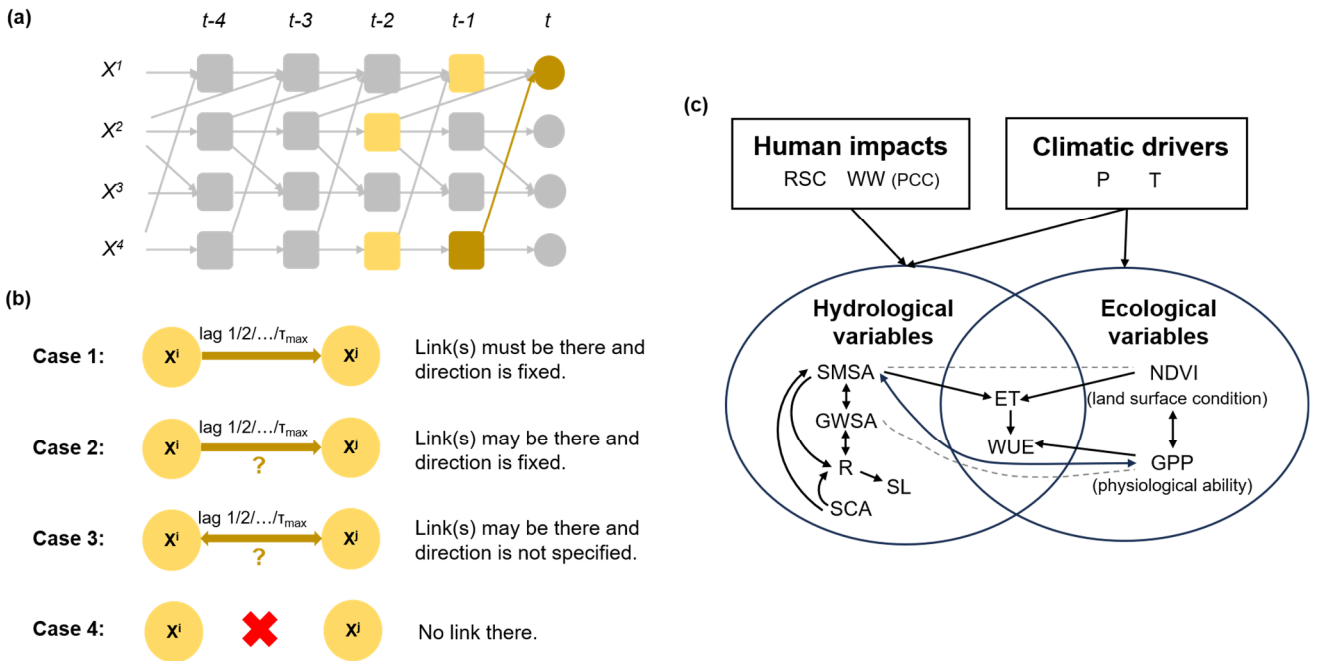 (a)
t-4 t-3 t-2 t-1 t
X1
X2
X3
X4
(b)
Case 1: Xi lag 1/2/…/τmax Xj Link(s) must be there and
direction is fixed.
Case 2: Xi lag 1/2/…/τmax ? Xj Link(s) may be there and
direction is fixed.
Case 3: Xi lag 1/2/…/τmax ? Xj Link(s) may be there and
direction is not specified.
Case 4: Xi Xj No link there.
(c)
Human impacts
RSC WW (PCC)
Climatic drivers
P T
Hydrological
variables
Ecological
variables
SMSA
GWSA
R
SL
SCA
ET
WUE
NDVI
(land surface condition)
GPP
(physiological ability)